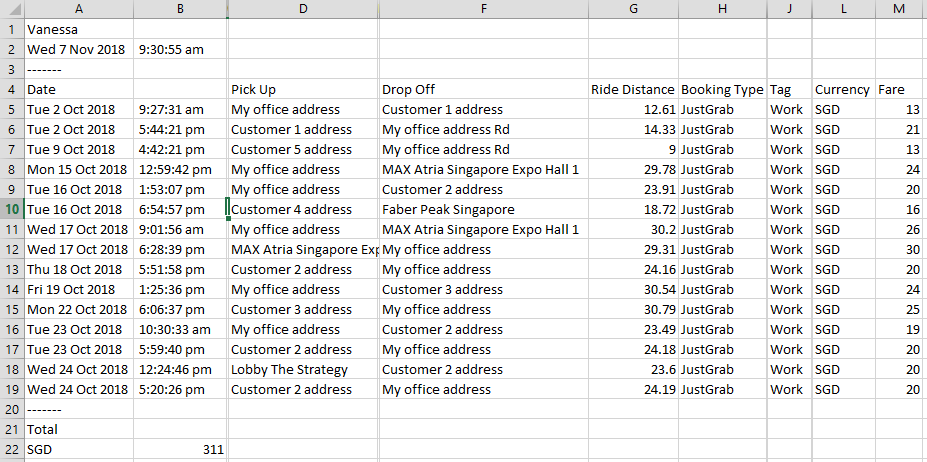 A B D F G H J L M
1 Vanessa
2 Wed 7 Nov 2018 9:30:55 am
3 -------
4 Date Pick Up Drop Off Ride Distance Booking Type Tag Currency Fare
5 Tue 2 Oct 2018 9:27:31 am My office address Customer 1 address 12.61 JustGrab Work SGD 13
6 Tue 2 Oct 2018 5:44:21 pm Customer 1 address My office address Rd 14.33 JustGrab Work SGD 21
7 Tue 9 Oct 2018 4:42:21 pm Customer 5 address My office address Rd 9 JustGrab Work SGD 13
8 Mon 15 Oct 2018 12:59:42 pm My office address MAX Atria Singapore Expo Hall 1 29.78 JustGrab Work SGD 24
9 Tue 16 Oct 2018 1:53:07 pm My office address Customer 2 address 23.91 JustGrab Work SGD 20
10 Tue 16 Oct 2018 6:54:57 pm Customer 4 address Faber Peak Singapore 18.72 JustGrab Work SGD 16
11 Wed 17 Oct 2018 9:01:56 am My office address MAX Atria Singapore Expo Hall 1 30.2 JustGrab Work SGD 26
12 Wed 17 Oct 2018 6:28:39 pm MAX Atria Singapore Exp My office address 29.31 JustGrab Work SGD 30
13 Thu 18 Oct 2018 5:51:58 pm Customer 2 address My office address 24.16 JustGrab Work SGD 20
14 Fri 19 Oct 2018 1:25:36 pm My office address Customer 3 address 30.54 JustGrab Work SGD 24
15 Mon 22 Oct 2018 6:06:37 pm Customer 3 address My office address 30.79 JustGrab Work SGD 25
16 Tue 23 Oct 2018 10:30:33 am My office address Customer 2 address 23.49 JustGrab Work SGD 19
17 Tue 23 Oct 2018 5:59:40 pm Customer 2 address My office address 24.18 JustGrab Work SGD 20
18 Wed 24 Oct 2018 12:24:46 pm Lobby The Strategy Customer 2 address 23.6 JustGrab Work SGD 20
19 Wed 24 Oct 2018 5:20:26 pm Customer 2 address My office address 24.19 JustGrab Work SGD 20
20 -------
21 Total
22 SGD 311